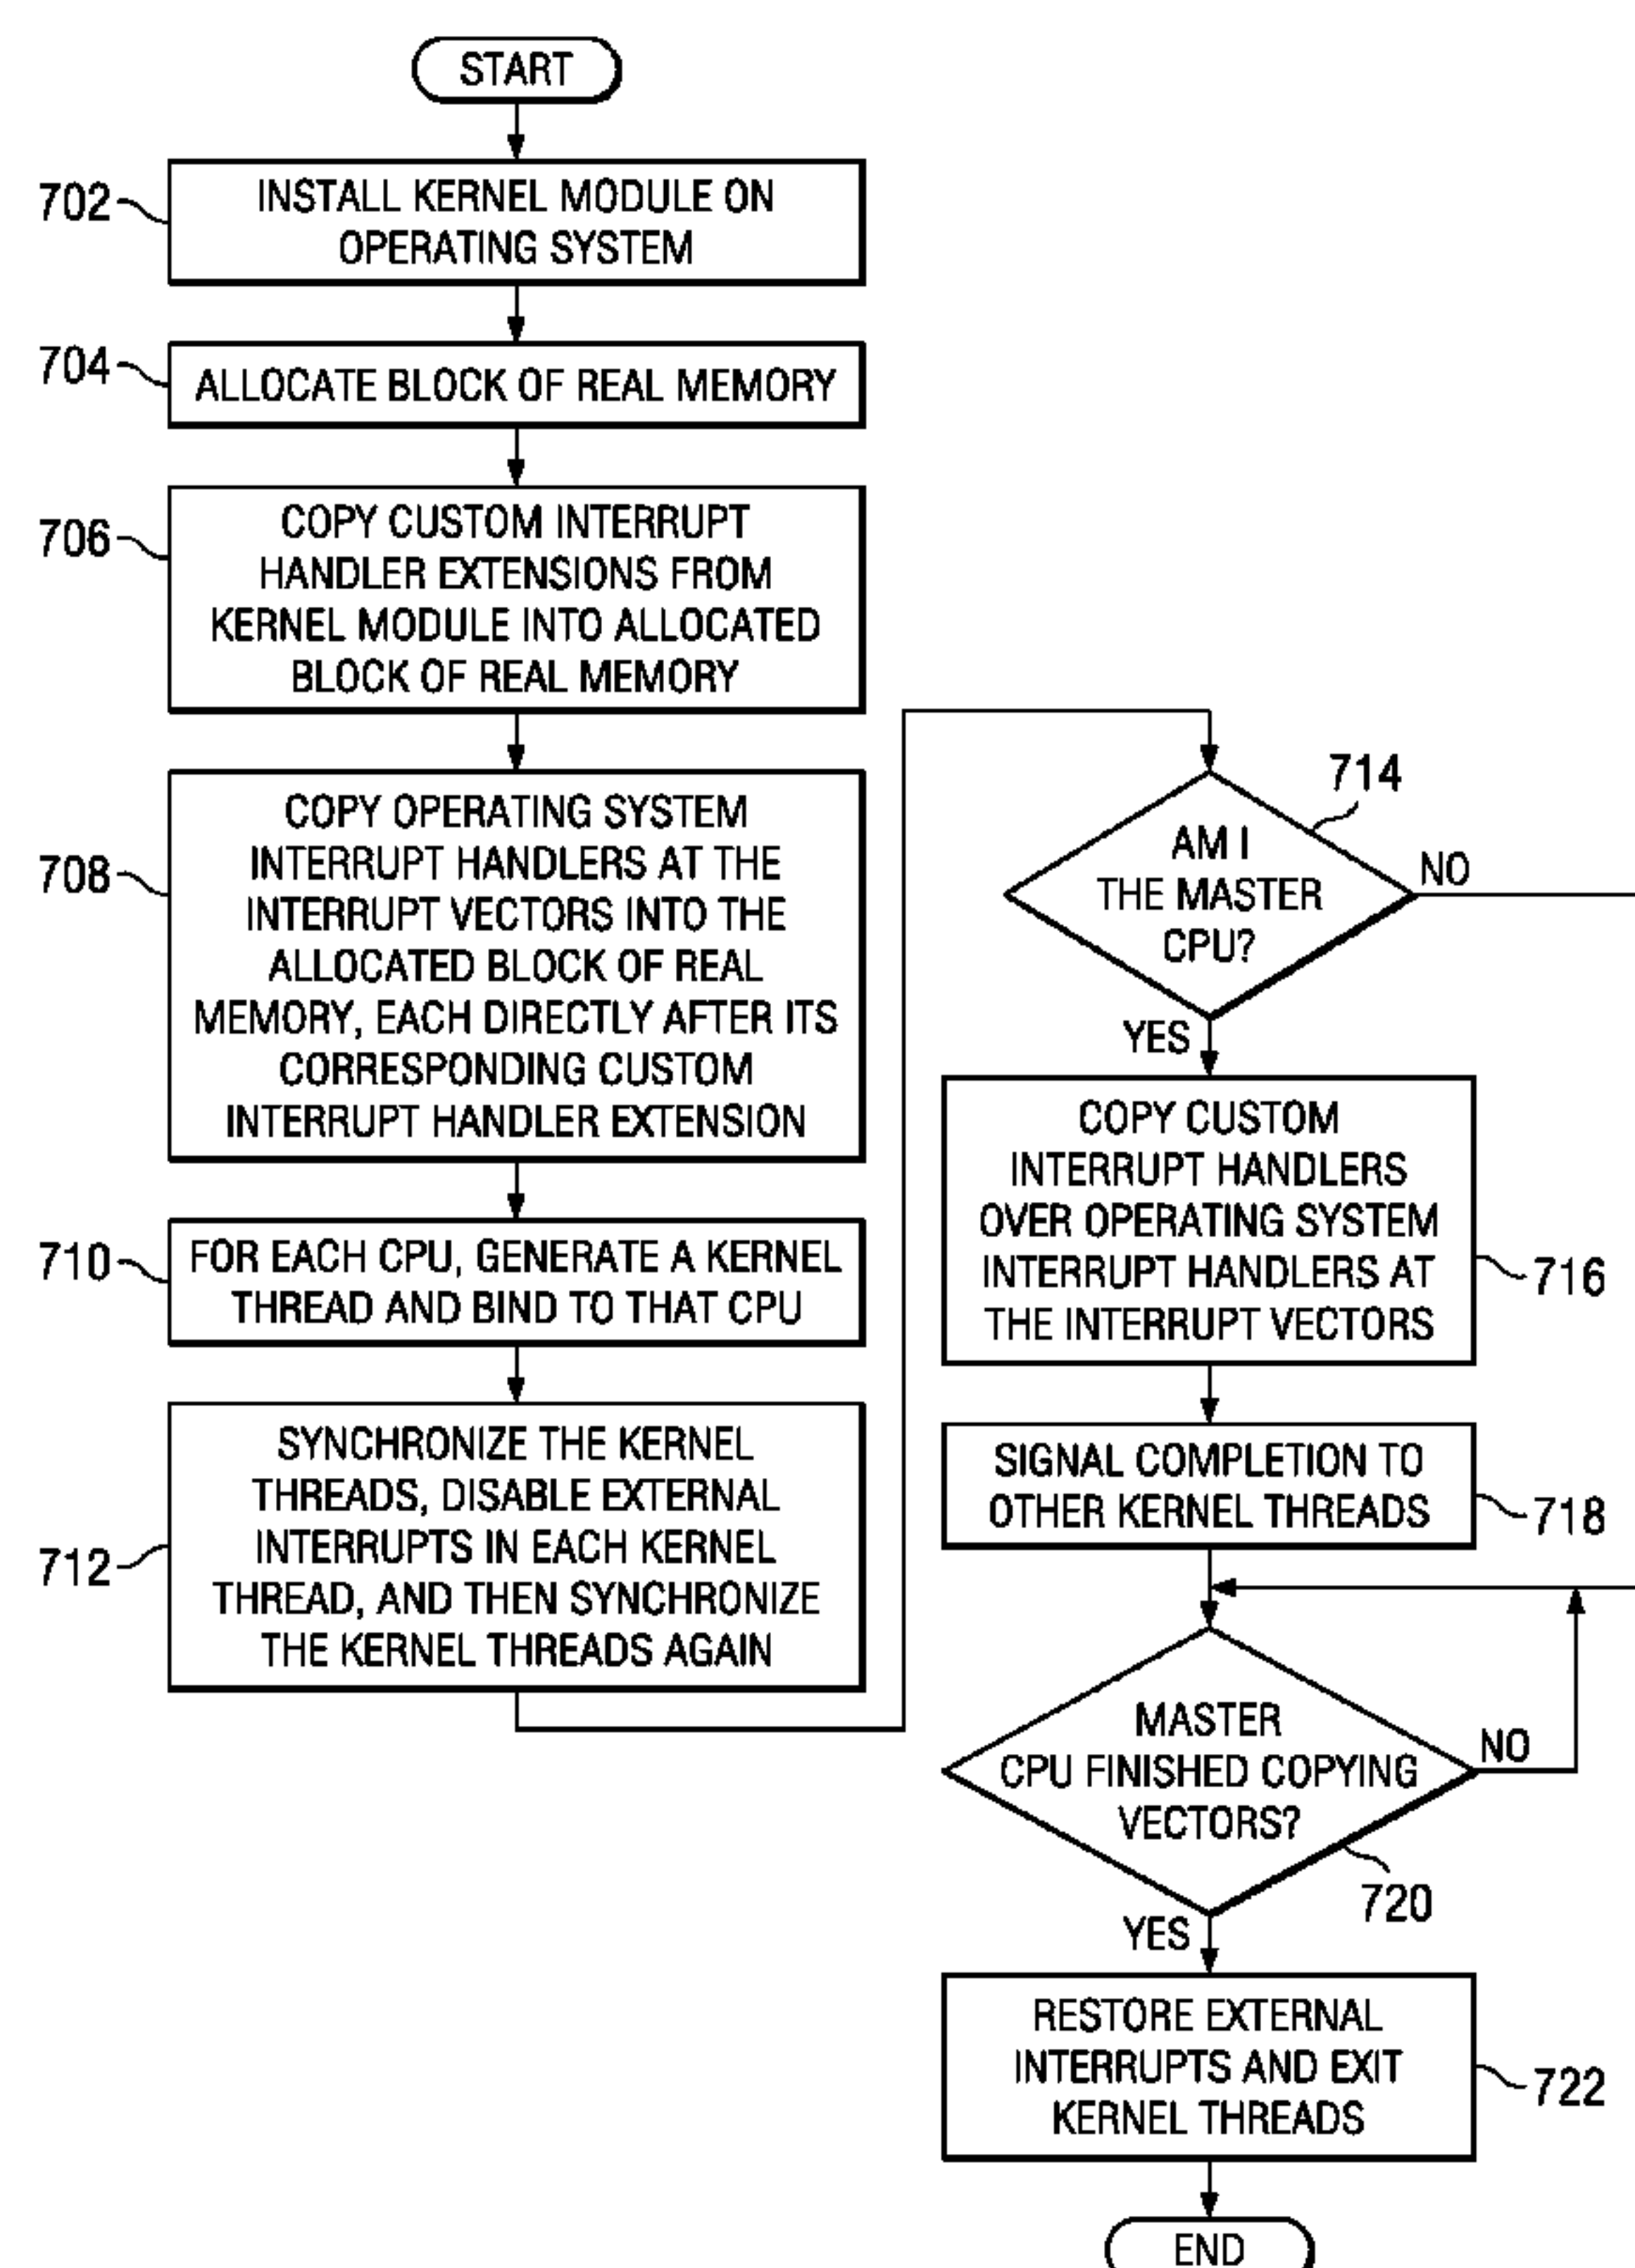 START
702
INSTALL KERNEL MODULE ON
OPERATING SYSTEM
704
ALLOCATE BLOCK OF REAL MEMORY
706
COPY CUSTOM INTERRUPT
HANDLER EXTENSIONS FROM
KERNEL MODULE INTO ALLOCATED
BLOCK OF REAL MEMORY
708
COPY OPERATING SYSTEM
INTERRUPT HANDLERS AT THE
INTERRUPT VECTORS INTO THE
ALLOCATED BLOCK OF REAL
MEMORY, EACH DIRECTLY AFTER ITS
CORRESPONDING CUSTOM
INTERRUPT HANDLER EXTENSION
710
FOR EACH CPU, GENERATE A KERNEL
THREAD AND BIND TO THAT CPU
712
SYNCHRONIZE THE KERNEL
THREADS, DISABLE EXTERNAL
INTERRUPTS IN EACH KERNEL
THREAD, AND THEN SYNCHRONIZE
THE KERNEL THREADS AGAIN
714
AM I
THE MASTER
CPU?
NO
YES
COPY CUSTOM
INTERRUPT HANDLERS
OVER OPERATING SYSTEM
INTERRUPT HANDLERS AT
THE INTERRUPT VECTORS
716
SIGNAL COMPLETION TO
OTHER KERNEL THREADS
718
MASTER
CPU FINISHED COPYING
VECTORS?
NO
720
YES
RESTORE EXTERNAL
INTERRUPTS AND EXIT
KERNEL THREADS
722
END